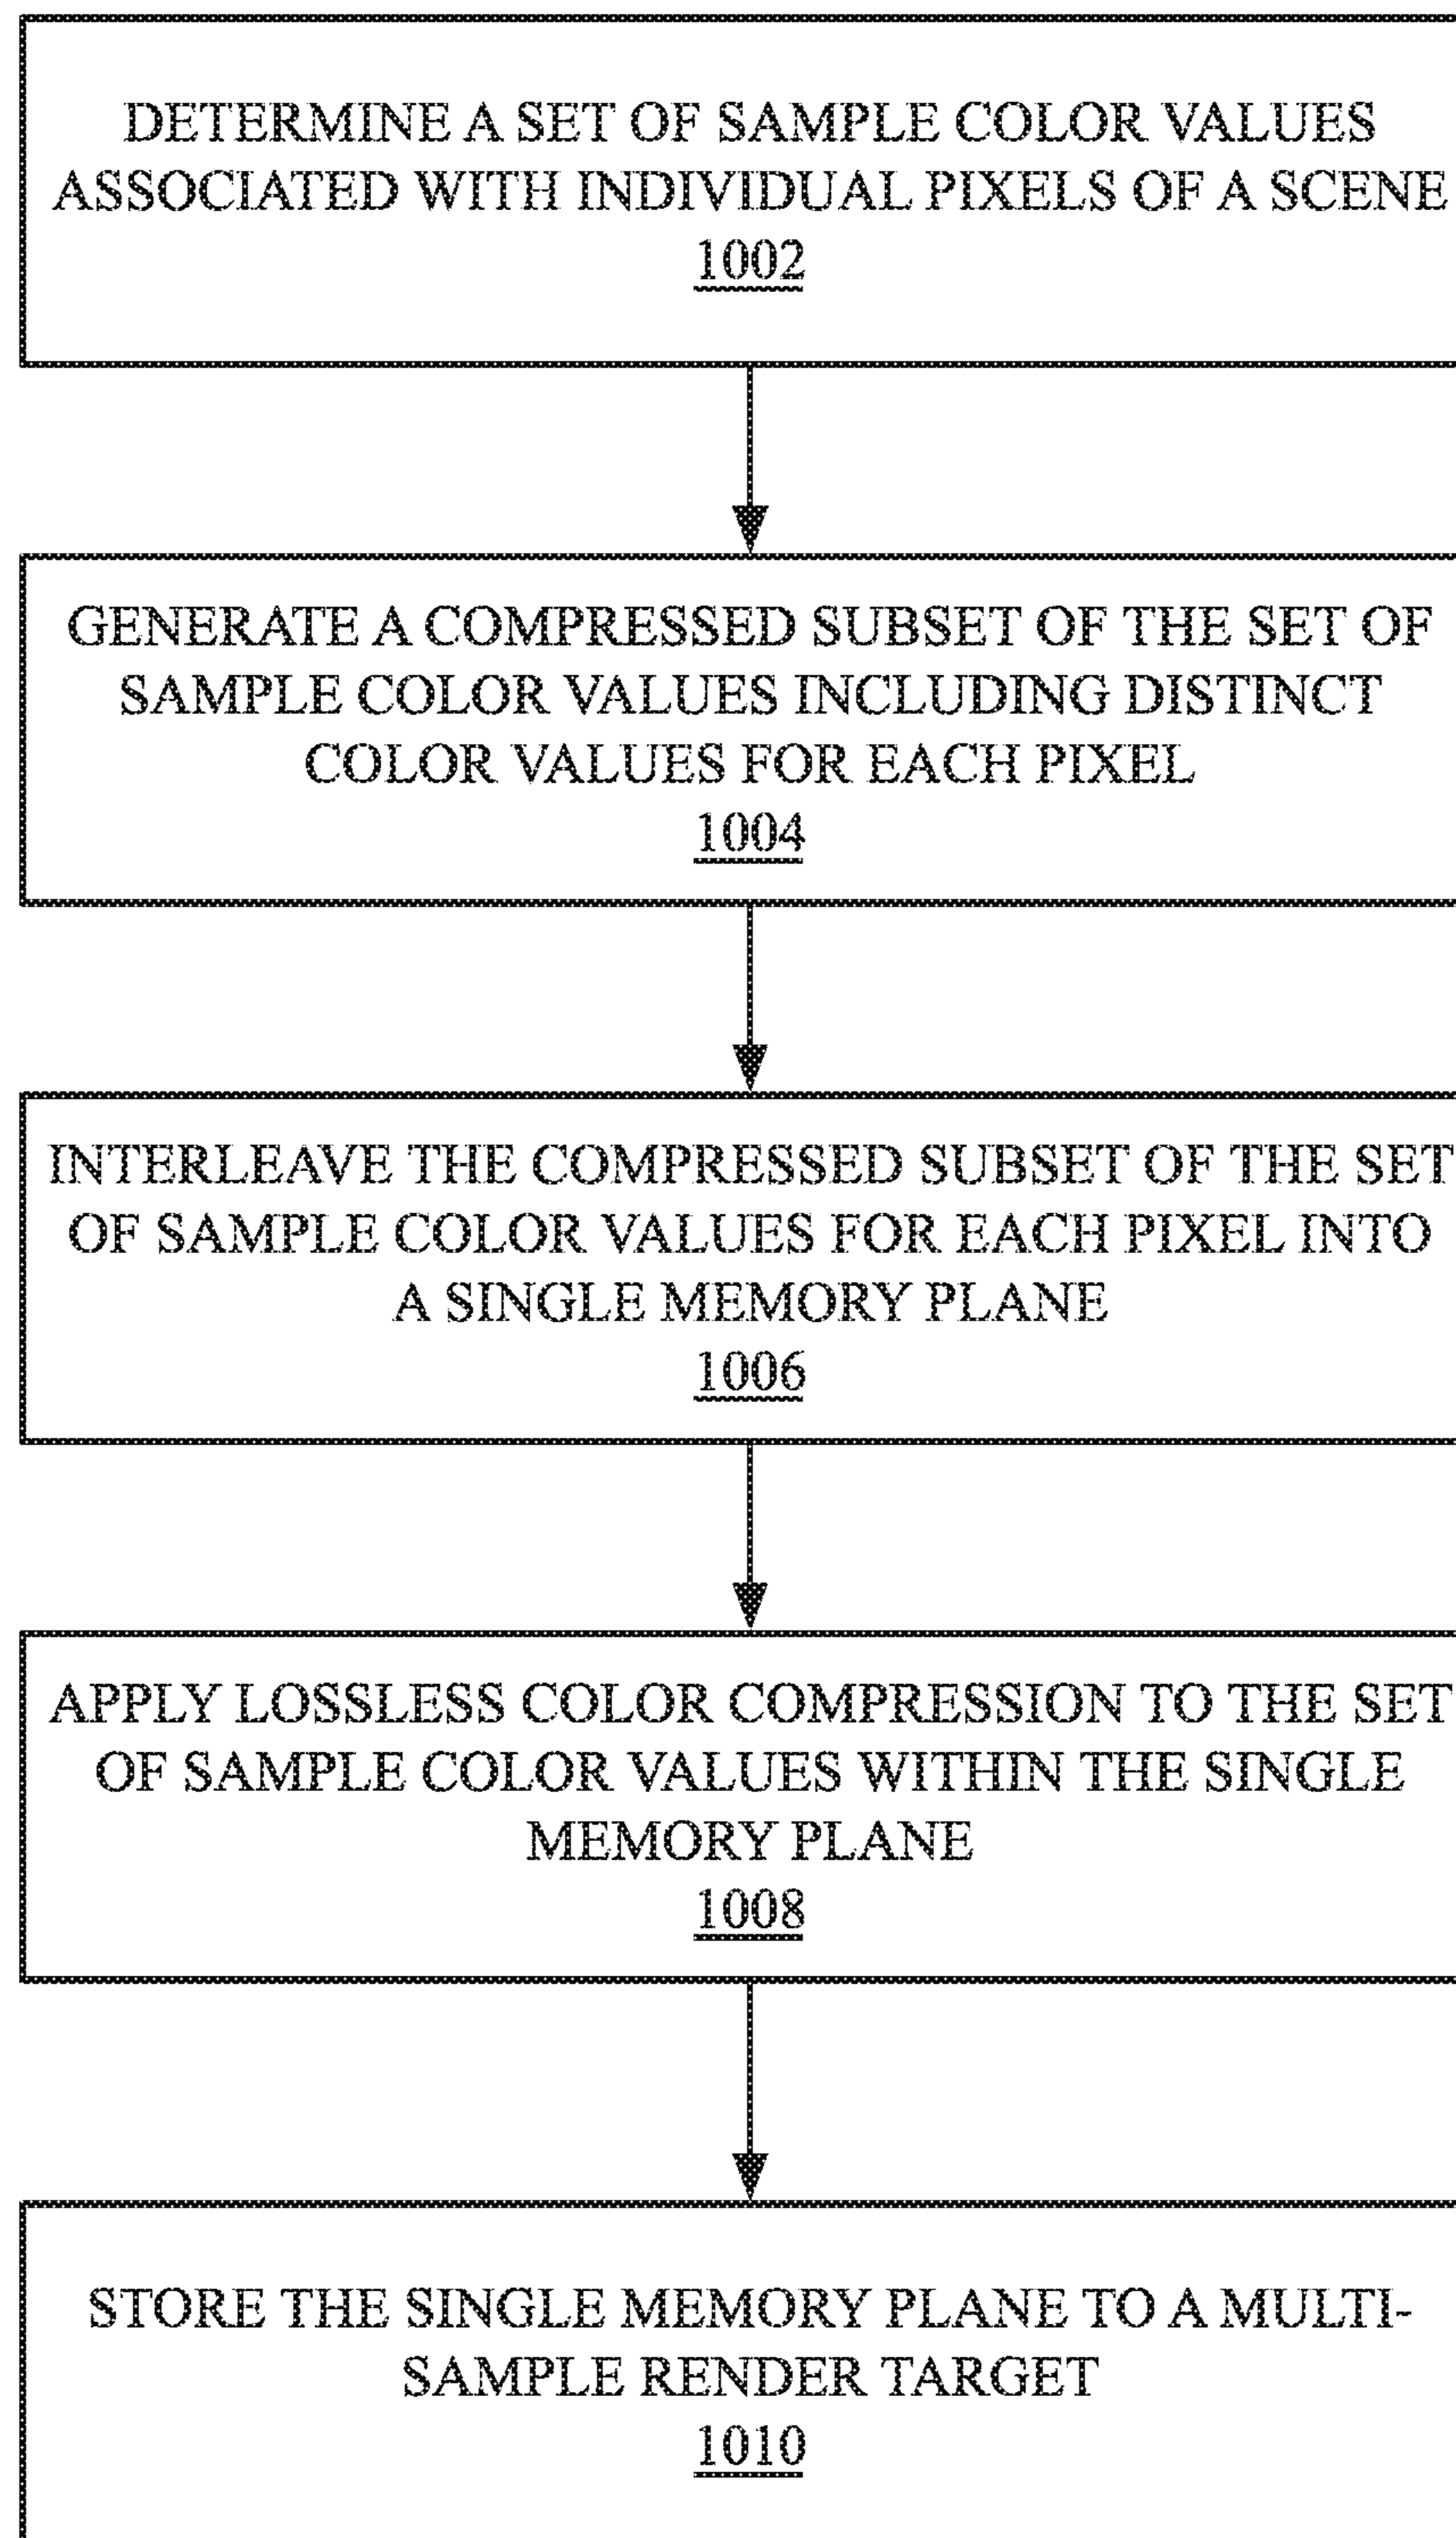 DETERMINE A SET OF SAMPLE COLOR VALUES
ASSOCIATED WITH INDIVIDUAL PIXELS OF A SCENE
1002
GENERATE A COMPRESSED SUBSET OF THE SET OF
SAMPLE COLOR VALUES INCLUDING DISTINCT
COLOR VALUES FOR EACH PIXEL
1004
INTERLEAVE THE COMPRESSED SUBSET OF THE SET
OF SAMPLE COLOR VALUES FOR EACH PIXEL INTO
A SINGLE MEMORY PLANE
1006
APPLY LOSSLESS COLOR COMPRESSION TO THE SET
OF SAMPLE COLOR VALUES WITHIN THE SINGLE
MEMORY PLANE
1008
STORE THE SINGLE MEMORY PLANE TO A MULTI-
SAMPLE RENDER TARGET
1010